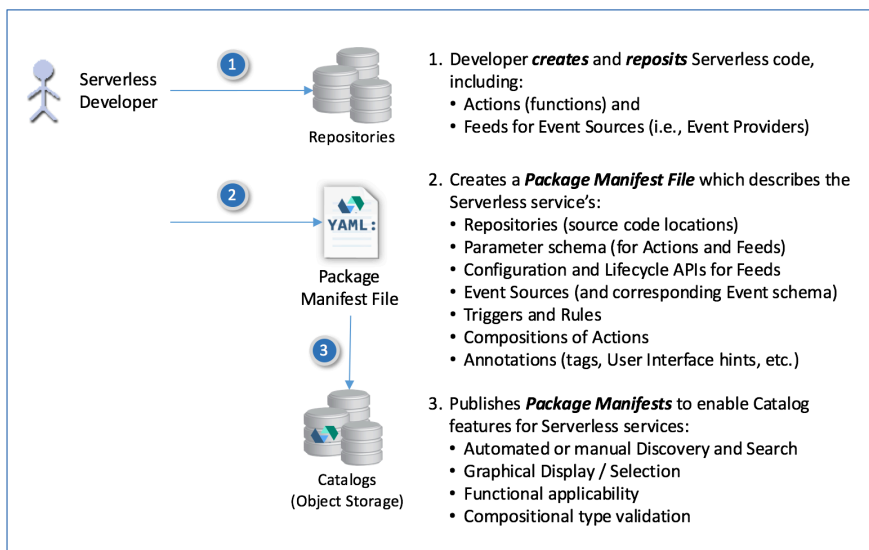 Serverless
Developer
1
Repositories
1. Developer creates and reposits Serverless code,
including:
• Actions (functions) and
• Feeds for Event Sources (i.e., Event Providers)
2
YAML:
Package
Manifest File
2. Creates a Package Manifest File which describes the
Serverless service’s:
• Repositories (source code locations)
• Parameter schema (for Actions and Feeds)
• Configuration and Lifecycle APIs for Feeds
• Event Sources (and corresponding Event schema)
• Triggers and Rules
• Compositions of Actions
• Annotations (tags, User Interface hints, etc.)
3
Catalogs
(Object Storage)
3. Publishes Package Manifests to enable Catalog
features for Serverless services:
• Automated or manual Discovery and Search
• Graphical Display / Selection
• Functional applicability
• Compositional type validation